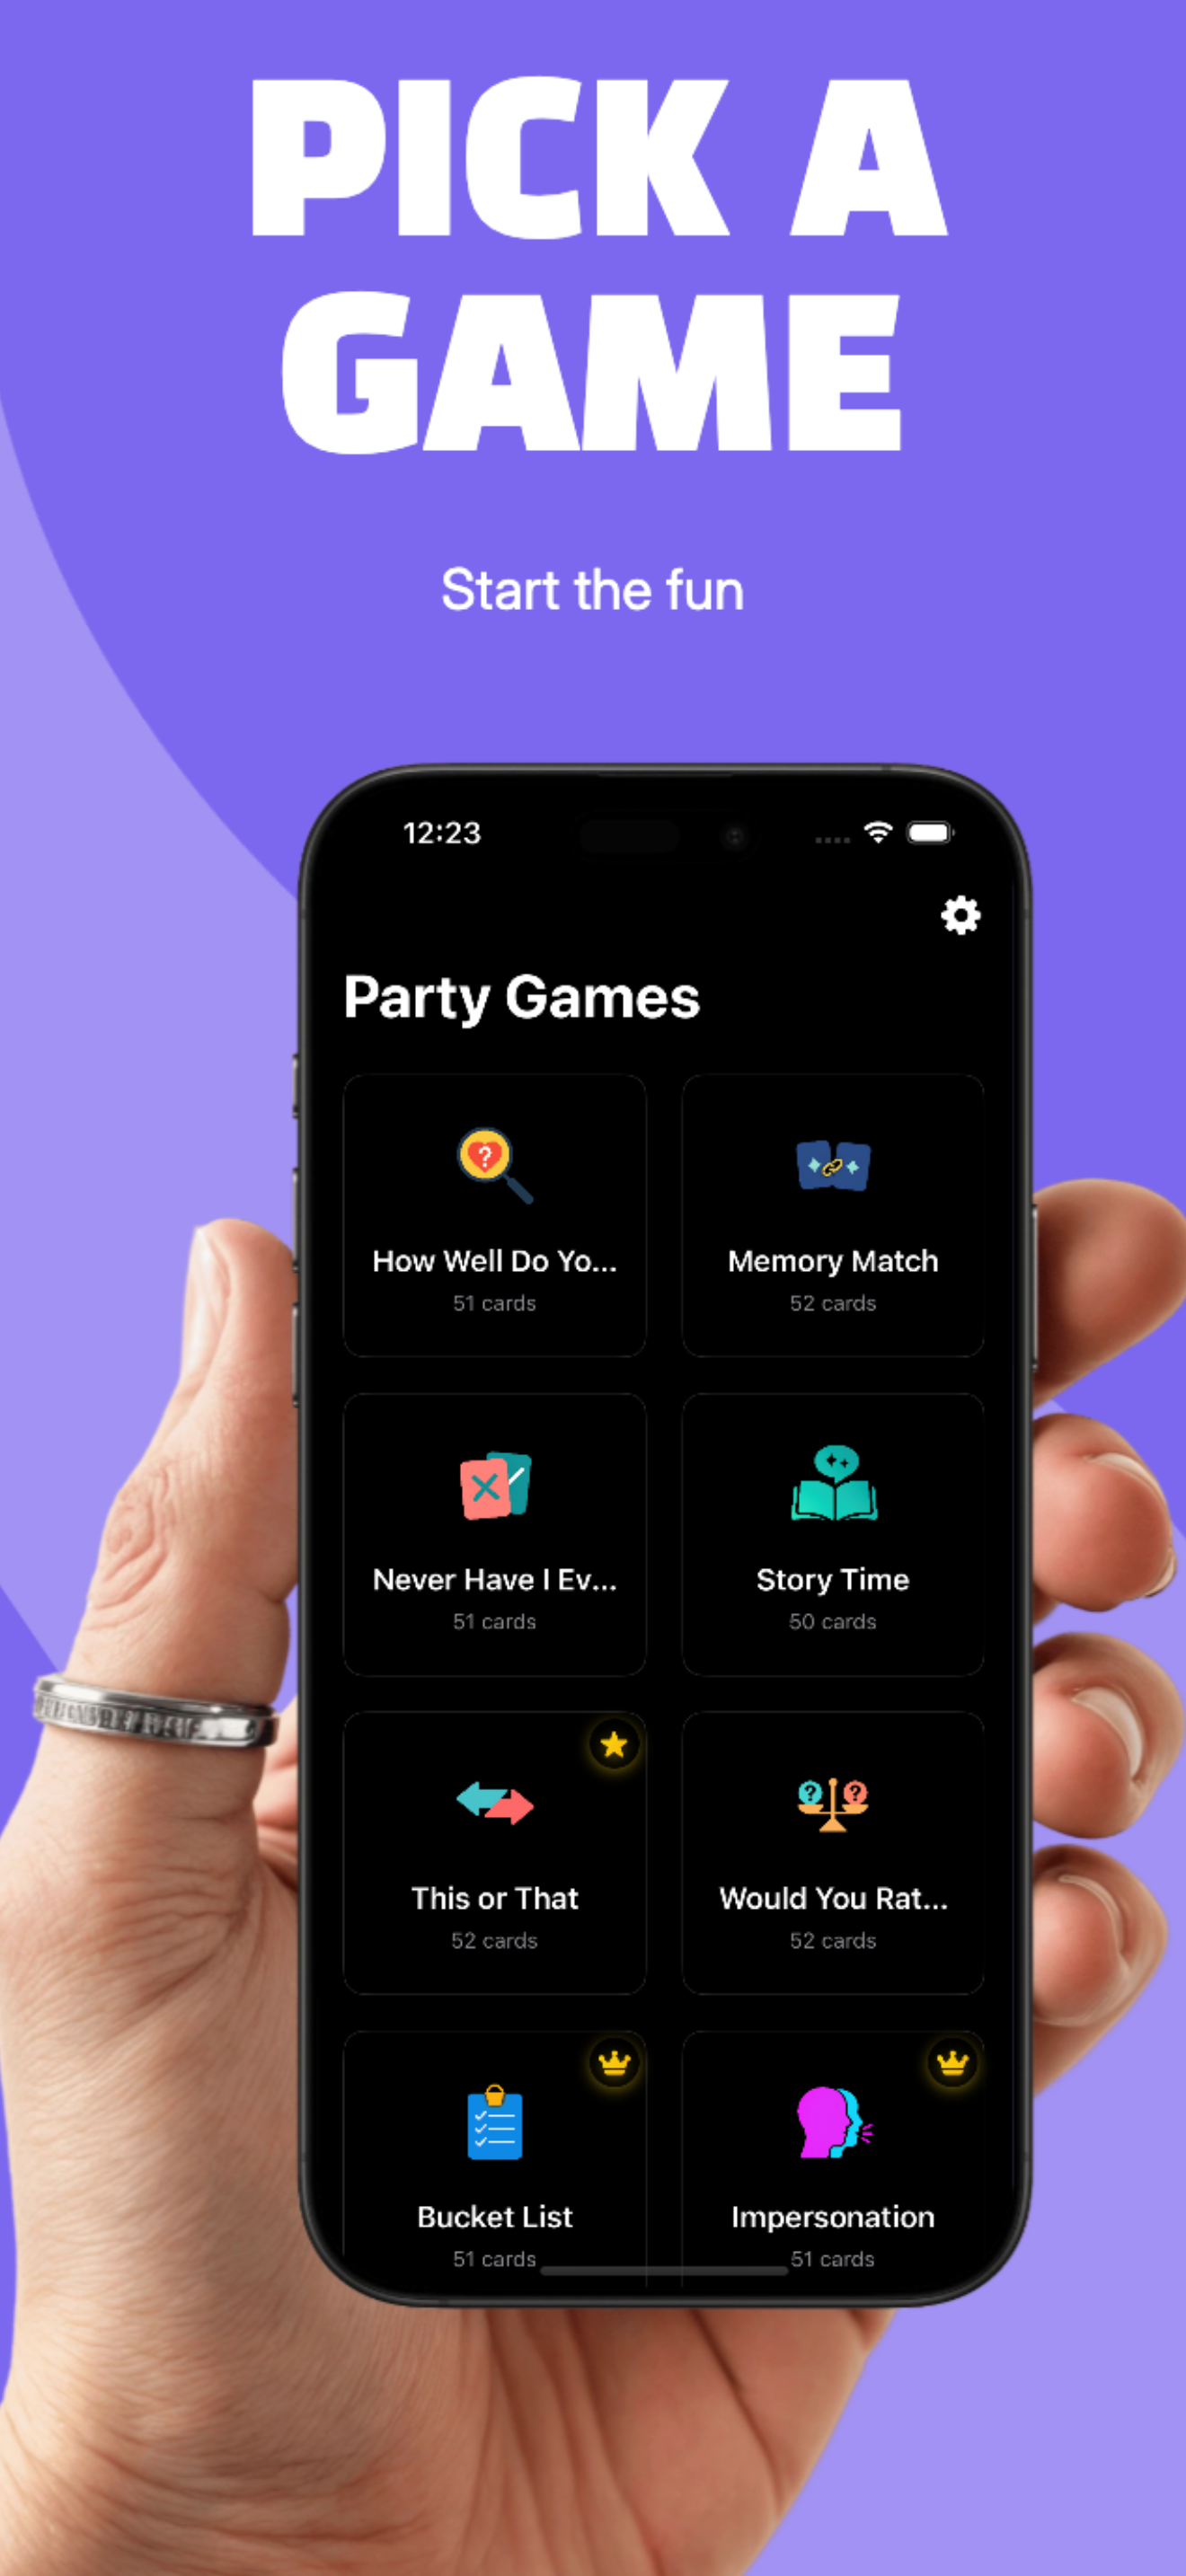 PICK A
GAME
Start the fun
12:23
Party Games
How Well Do Yo...
51 cards
Memory Match
52 cards
Never Have I Ev...
51 cards
Story Time
50 cards
This or That
52 cards
Would You Rat...
52 cards
Bucket List
51 cards
Impersonation
51 cards